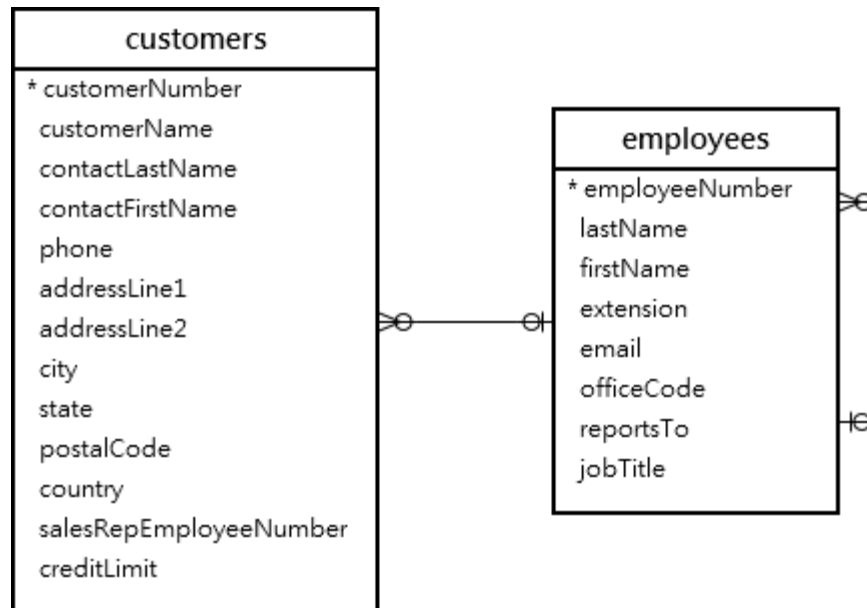 customers
* customerNumber
customerName
contactLastName
contactFirstName
phone
addressLine1
addressLine2
city
state
postalCode
country
salesRepEmployeeNumber
creditLimit
employees
* employeeNumber
lastName
firstName
extension
email
officeCode
reportsTo
jobTitle